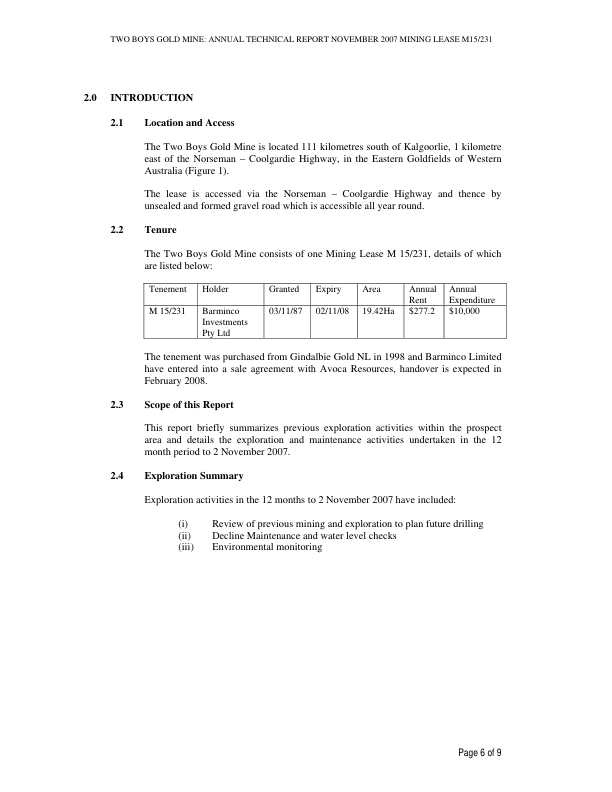 TWO BOYS GOLD MINE: ANNUAL TECHNICAL REPORT NOVEMBER 2007 MINING LEASE M15/231
2.0 INTRODUCTION
2.1 Location and Access
The Two Boys Gold Mine is located 111 kilometres south of Kalgoorlie, 1 kilometre
east of the Norseman – Coolgardie Highway, in the Eastern Goldfields of Western
Australia (Figure 1).
The lease is accessed via the Norseman – Coolgardie Highway and thence by
unsealed and formed gravel road which is accessible all year round.
2.2 Tenure
The Two Boys Gold Mine consists of one Mining Lease M 15/231, details of which
are listed below:
Tenement Holder Granted Expiry Area Annual Annual
Rent Expenditure
M 15/231 Barminco 03/11/87 02/11/08 19.42Ha $277.2 $10,000
Investments
Pty Ltd
The tenement was purchased from Gindalbie Gold NL in 1998 and Barminco Limited
have entered into a sale agreement with Avoca Resources, handover is expected in
February 2008.
2.3 Scope of this Report
This report briefly summarizes previous exploration activities within the prospect
area and details the exploration and maintenance activities undertaken in the 12
month period to 2 November 2007.
2.4 Exploration Summary
Exploration activities in the 12 months to 2 November 2007 have included:
(i) Review of previous mining and exploration to plan future drilling
(ii) Decline Maintenance and water level checks
(iii) Environmental monitoring
Page 6 of 9